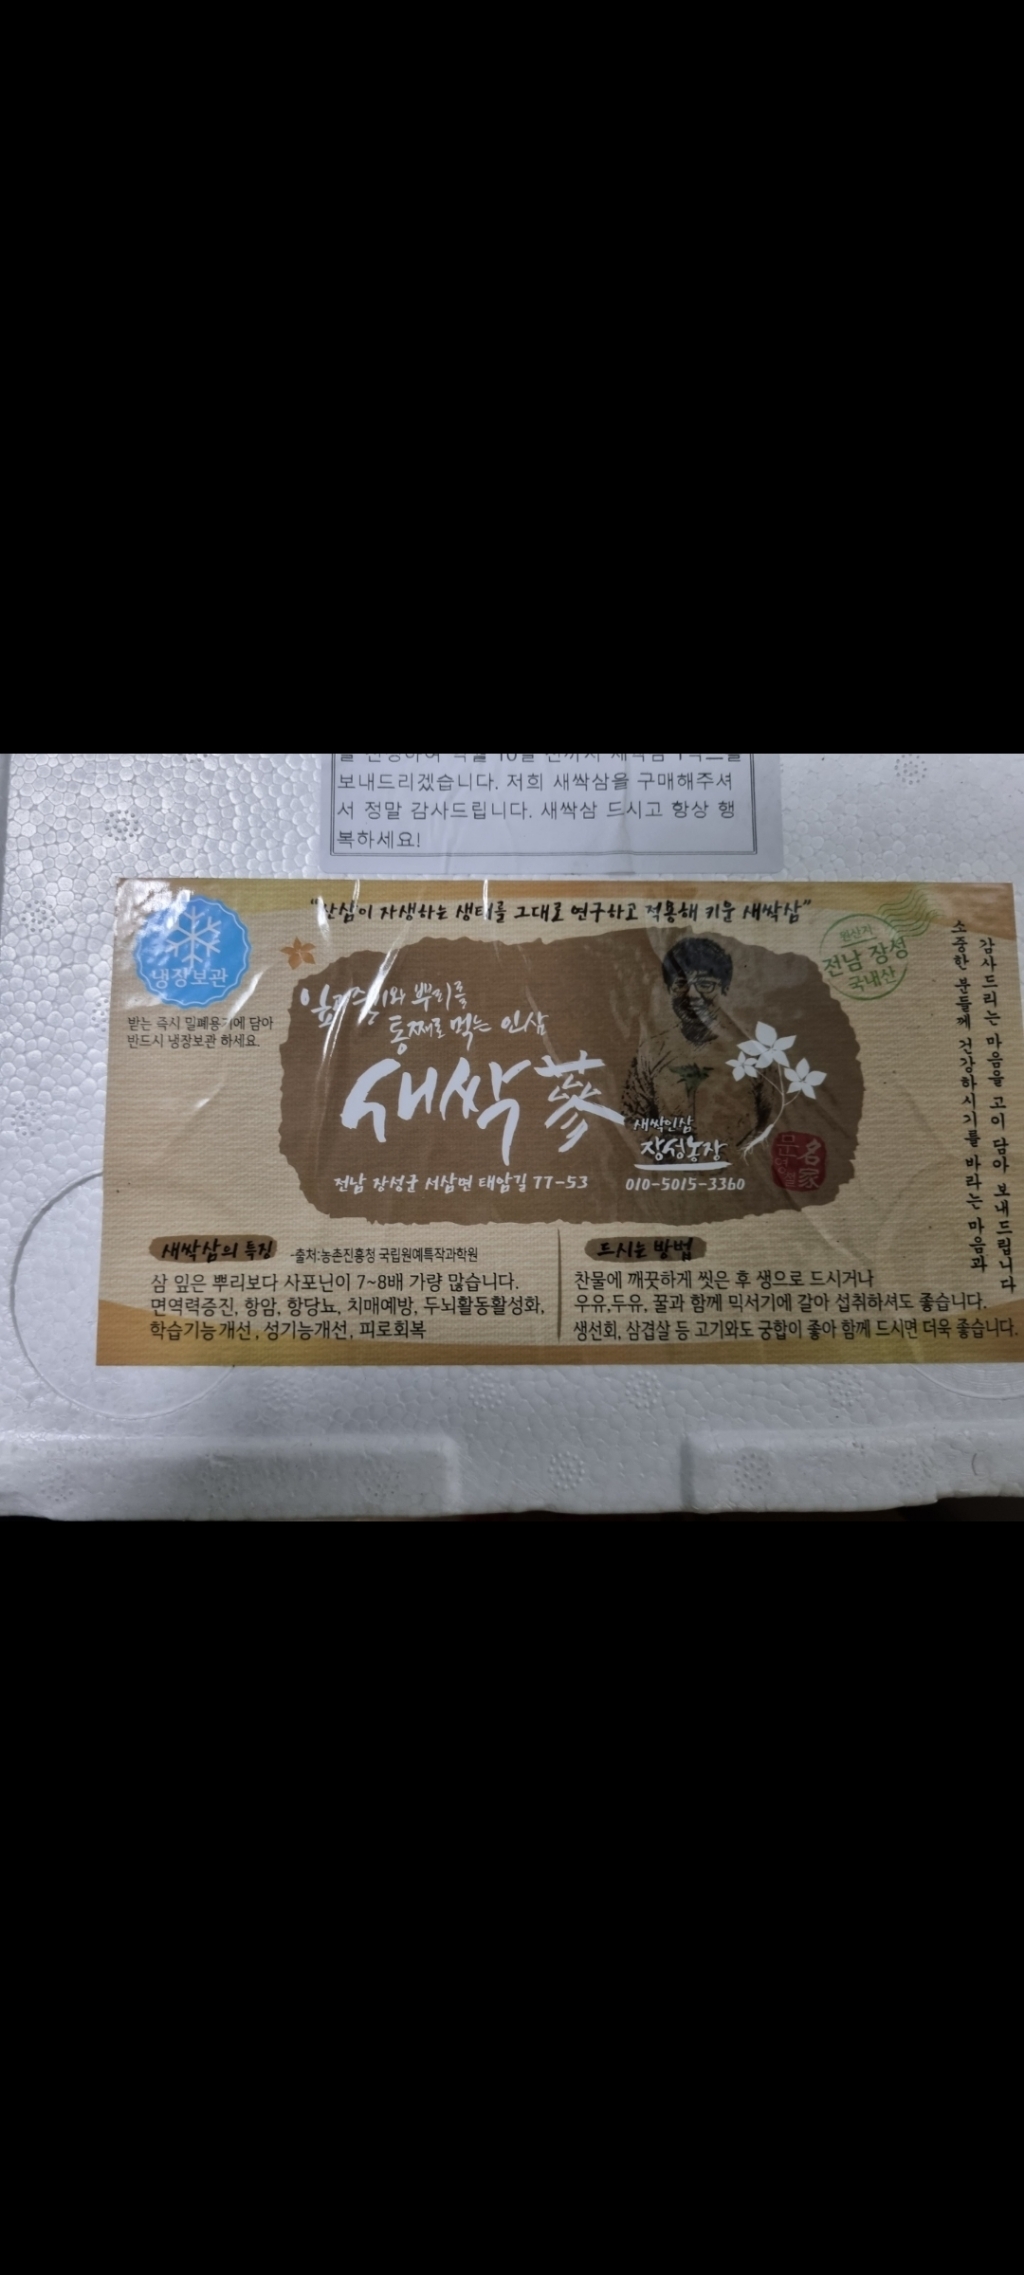 보내드리겠습니다. 저희 새싹삼을 구매해주셔
서 정말 감사드립니다. 새싹삼 드시고 항상 행
복하세요!
"산삼이 자생하는 생태를 그대로 연구하고 적용해 키운 새싹삼"
냉장보관
받는 즉시 밀폐용기에 담아
반드시 냉장보관 하세요.
잎과 줄기와 뿌리를
통째로 먹는 인삼
새싹蔘
새싹인삼
장성농장
전남 장성군 서삼면 태암길 77-53
010-5015-3360
名家
원산지
전남 장성
국내산
감사드리는 마음을 고이 담아 보내드립니다
소중한 분들께 건강하시기를 바라는 마음과
새싹삼의 특징
-출처:농촌진흥청 국립원예특작과학원
삼 잎은 뿌리보다 사포닌이 7~8배 가량 많습니다.
면역력증진, 항암, 항당뇨, 치매예방, 두뇌활동활성화,
학습기능개선, 성기능개선, 피로회복
드시는 방법
찬물에 깨끗하게 씻은 후 생으로 드시거나
우유,두유, 꿀과 함께 믹서기에 갈아 섭취하셔도 좋습니다.
생선회, 삼겹살 등 고기와도 궁합이 좋아 함께 드시면 더욱 좋습니다.